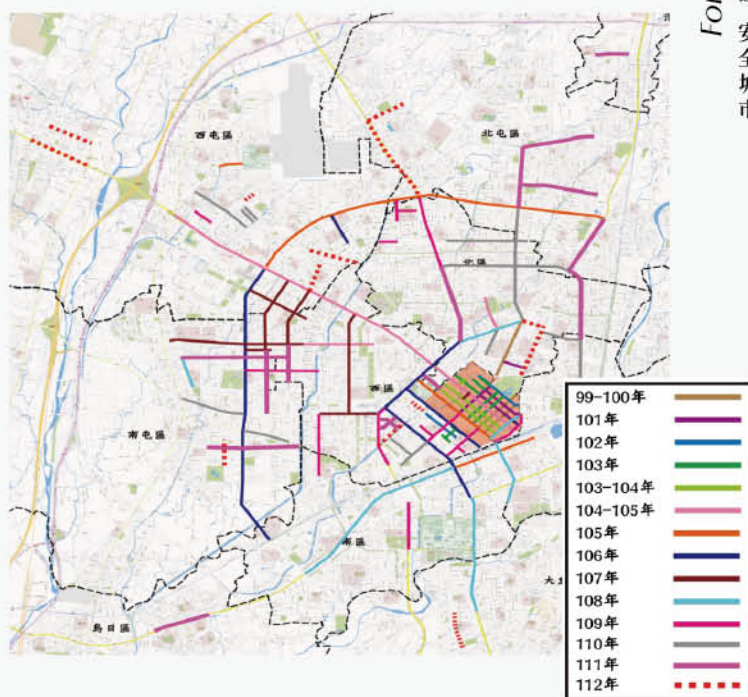 For
安全城市
西屯區
北屯區
北區
西區
南屯區
南區
烏日區
99-100年
101年
102年
103年
103-104年
104-105年
105年
106年
107年
108年
109年
110年
111年
112年